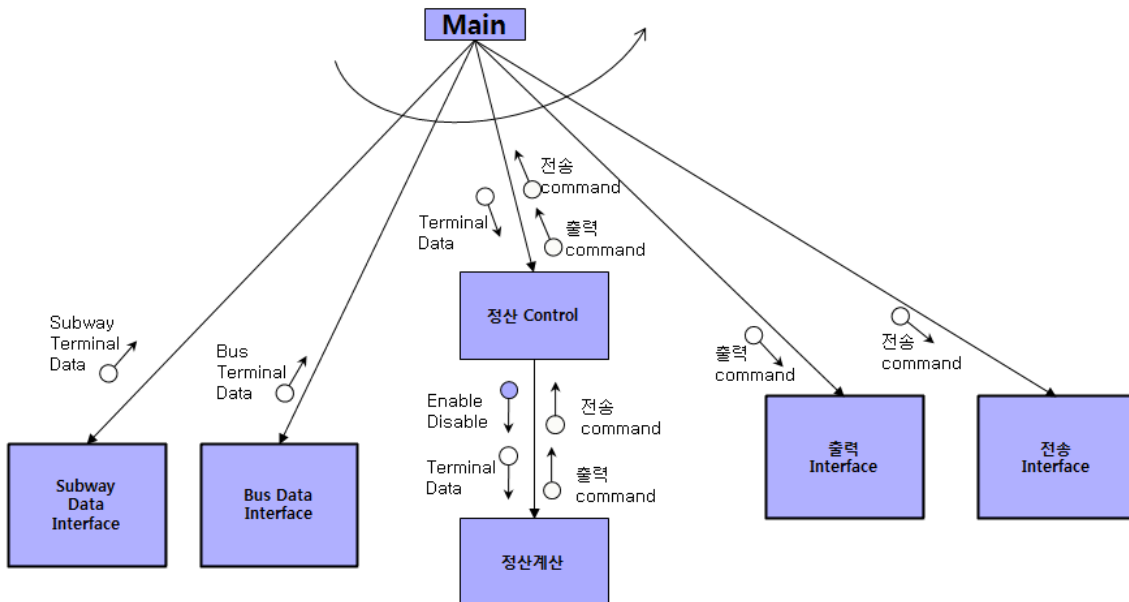 Main
전송
command
Terminal
Data
출력
command
정산 Control
Subway
Terminal
Data
Bus
Terminal
Data
출력
command
전송
command
Enable
Disable
전송
command
Terminal
Data
출력
command
Subway
Data
Interface
Bus Data
Interface
정산계산
출력
Interface
전송
Interface